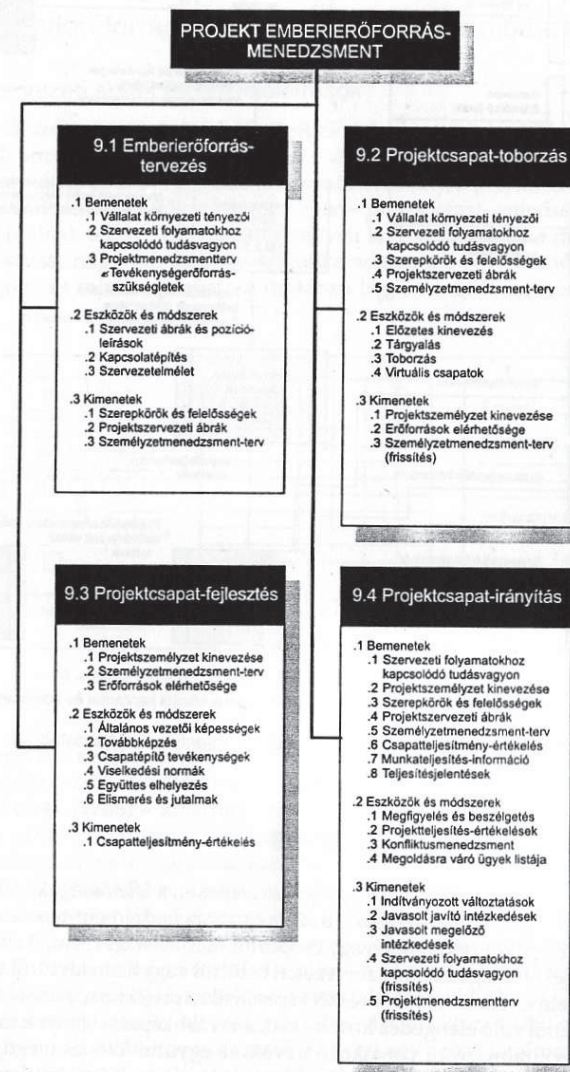 PROJEKT EMBERIERŐFORRÁS-
MENEDZSMENT
9.1 Emberierőforrás-
tervezés
.1 Bemenetek
.1 Vállalat környezeti tényezői
.2 Szervezeti folyamatokhoz
kapcsolódó tudásvagyon
.3 Projektmenedzsmentterv
Tevékenységerőforrás-
szükségletek
.2 Eszközök és módszerek
.1 Szervezeti ábrák és pozíció-
leírások
.2 Kapcsolatépítés
.3 Szervezetelmélet
.3 Kimenetek
.1 Szerepkörök és felelősségek
.2 Projektszervezeti ábrák
.3 Személyzetmenedzsment-terv
9.2 Projektcsapat-toborzás
.1 Bemenetek
.1 Vállalat környezeti tényezői
.2 Szervezeti folyamatokhoz
kapcsolódó tudásvagyon
.3 Szerepkörök és felelősségek
.4 Projektszervezeti ábrák
.5 Személyzetmenedzsment-terv
.2 Eszközök és módszerek
.1 Előzetes kinevezés
.2 Tárgyalás
.3 Toborzás
.4 Virtuális csapatok
.3 Kimenetek
.1 Projektszemélyzet kinevezése
.2 Erőforrások elérhetősége
.3 Személyzetmenedzsment-terv
(frissítés)
9.3 Projektcsapat-fejlesztés
.1 Bemenetek
.1 Projektszemélyzet kinevezése
.2 Személyzetmenedzsment-terv
.3 Erőforrások elérhetősége
.2 Eszközök és módszerek
.1 Általános vezetői képességek
.2 Továbbképzés
.3 Csapatépítő tevékenységek
.4 Viselkedési normák
.5 Együttes elhelyezés
.6 Elismerés és jutalmak
.3 Kimenetek
.1 Csapatteljesítmény-értékelés
9.4 Projektcsapat-irányítás
.1 Bemenetek
.1 Szervezeti folyamatokhoz
kapcsolódó tudásvagyon
.2 Projektszemélyzet kinevezése
.3 Szerepkörök és felelősségek
.4 Projektszervezeti ábrák
.5 Személyzetmenedzsment-terv
.6 Csapatteljesítmény-értékelés
.7 Munkateljesítés-információ
.8 Teljesítésjelentések
.2 Eszközök és módszerek
.1 Megfigyelés és beszélgetés
.2 Projektteljesítés-értékelések
.3 Konfliktusmenedzsment
.4 Megoldásra váró ügyek listája
.3 Kimenetek
.1 Indítványozott változtatások
.2 Javasolt javító intézkedések
.3 Javasolt megelőző
intézkedések
.4 Szervezeti folyamatokhoz
kapcsolódó tudásvagyon
(frissítés)
.5 Projektmenedzsmentterv
(frissítés)